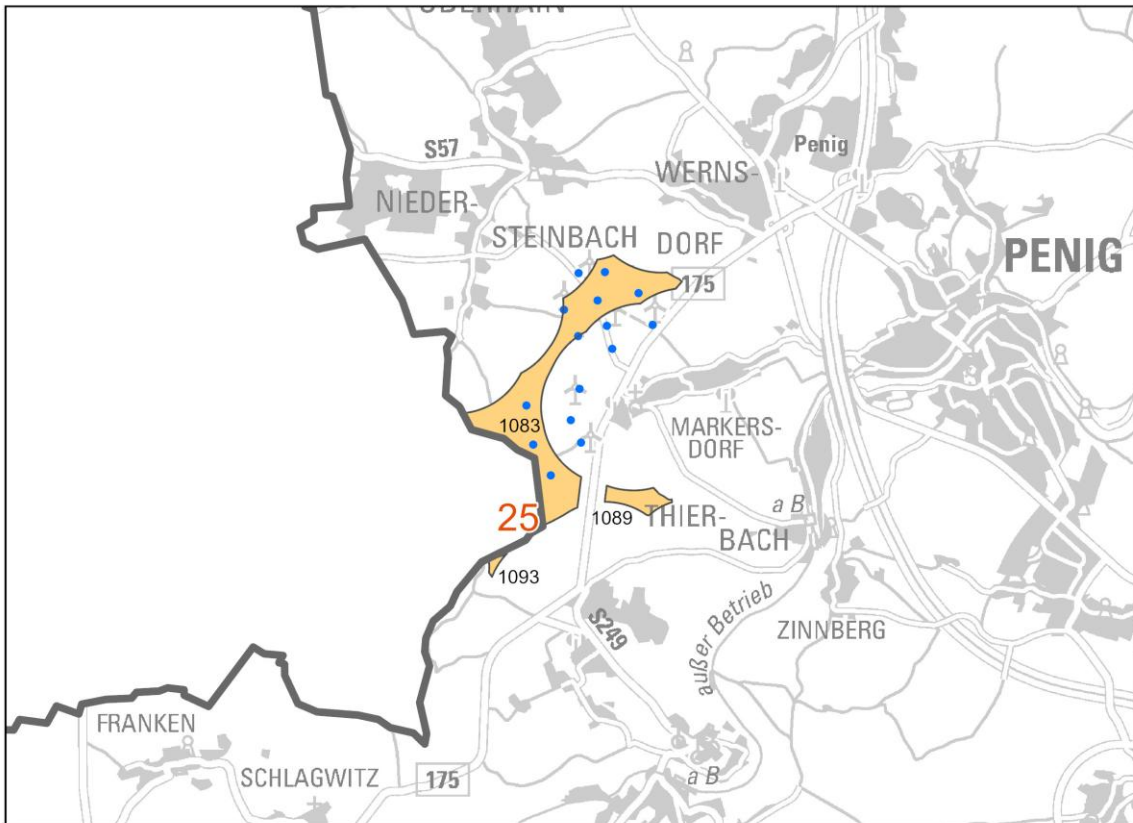 OBERHAIN
S57
Penig
WERNS-
NIEDER-
STEINBACH
DORF
PENIG
175
1083
MARKERS-
DORF
25
1089
THIER-
BACH
a B
1093
S249
außer Betrieb
ZINNBERG
FRANKEN
SCHLAGWITZ
175
a B